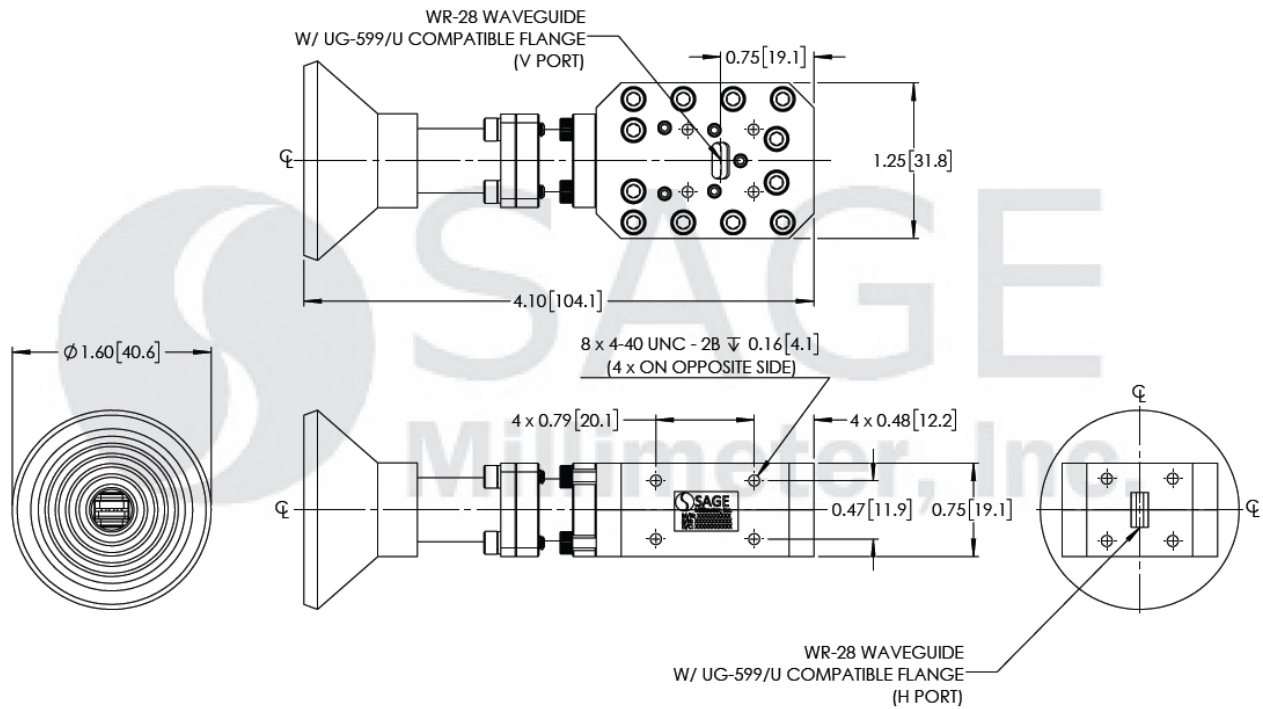 WR-28 WAVEGUIDE
W/ UG-599/U COMPATIBLE FLANGE
(V PORT)
0.75[19.1]
1.25[31.8]
℄
4.10[104.1]
SAGE
Millimeter, Inc.
⌀1.60[40.6]
8 x 4-40 UNC - 2B ↧ 0.16[4.1]
(4 x ON OPPOSITE SIDE)
4 x 0.79[20.1]
4 x 0.48[12.2]
℄
SAGE
0.47[11.9]
0.75[19.1]
℄
℄
WR-28 WAVEGUIDE
W/ UG-599/U COMPATIBLE FLANGE
(H PORT)